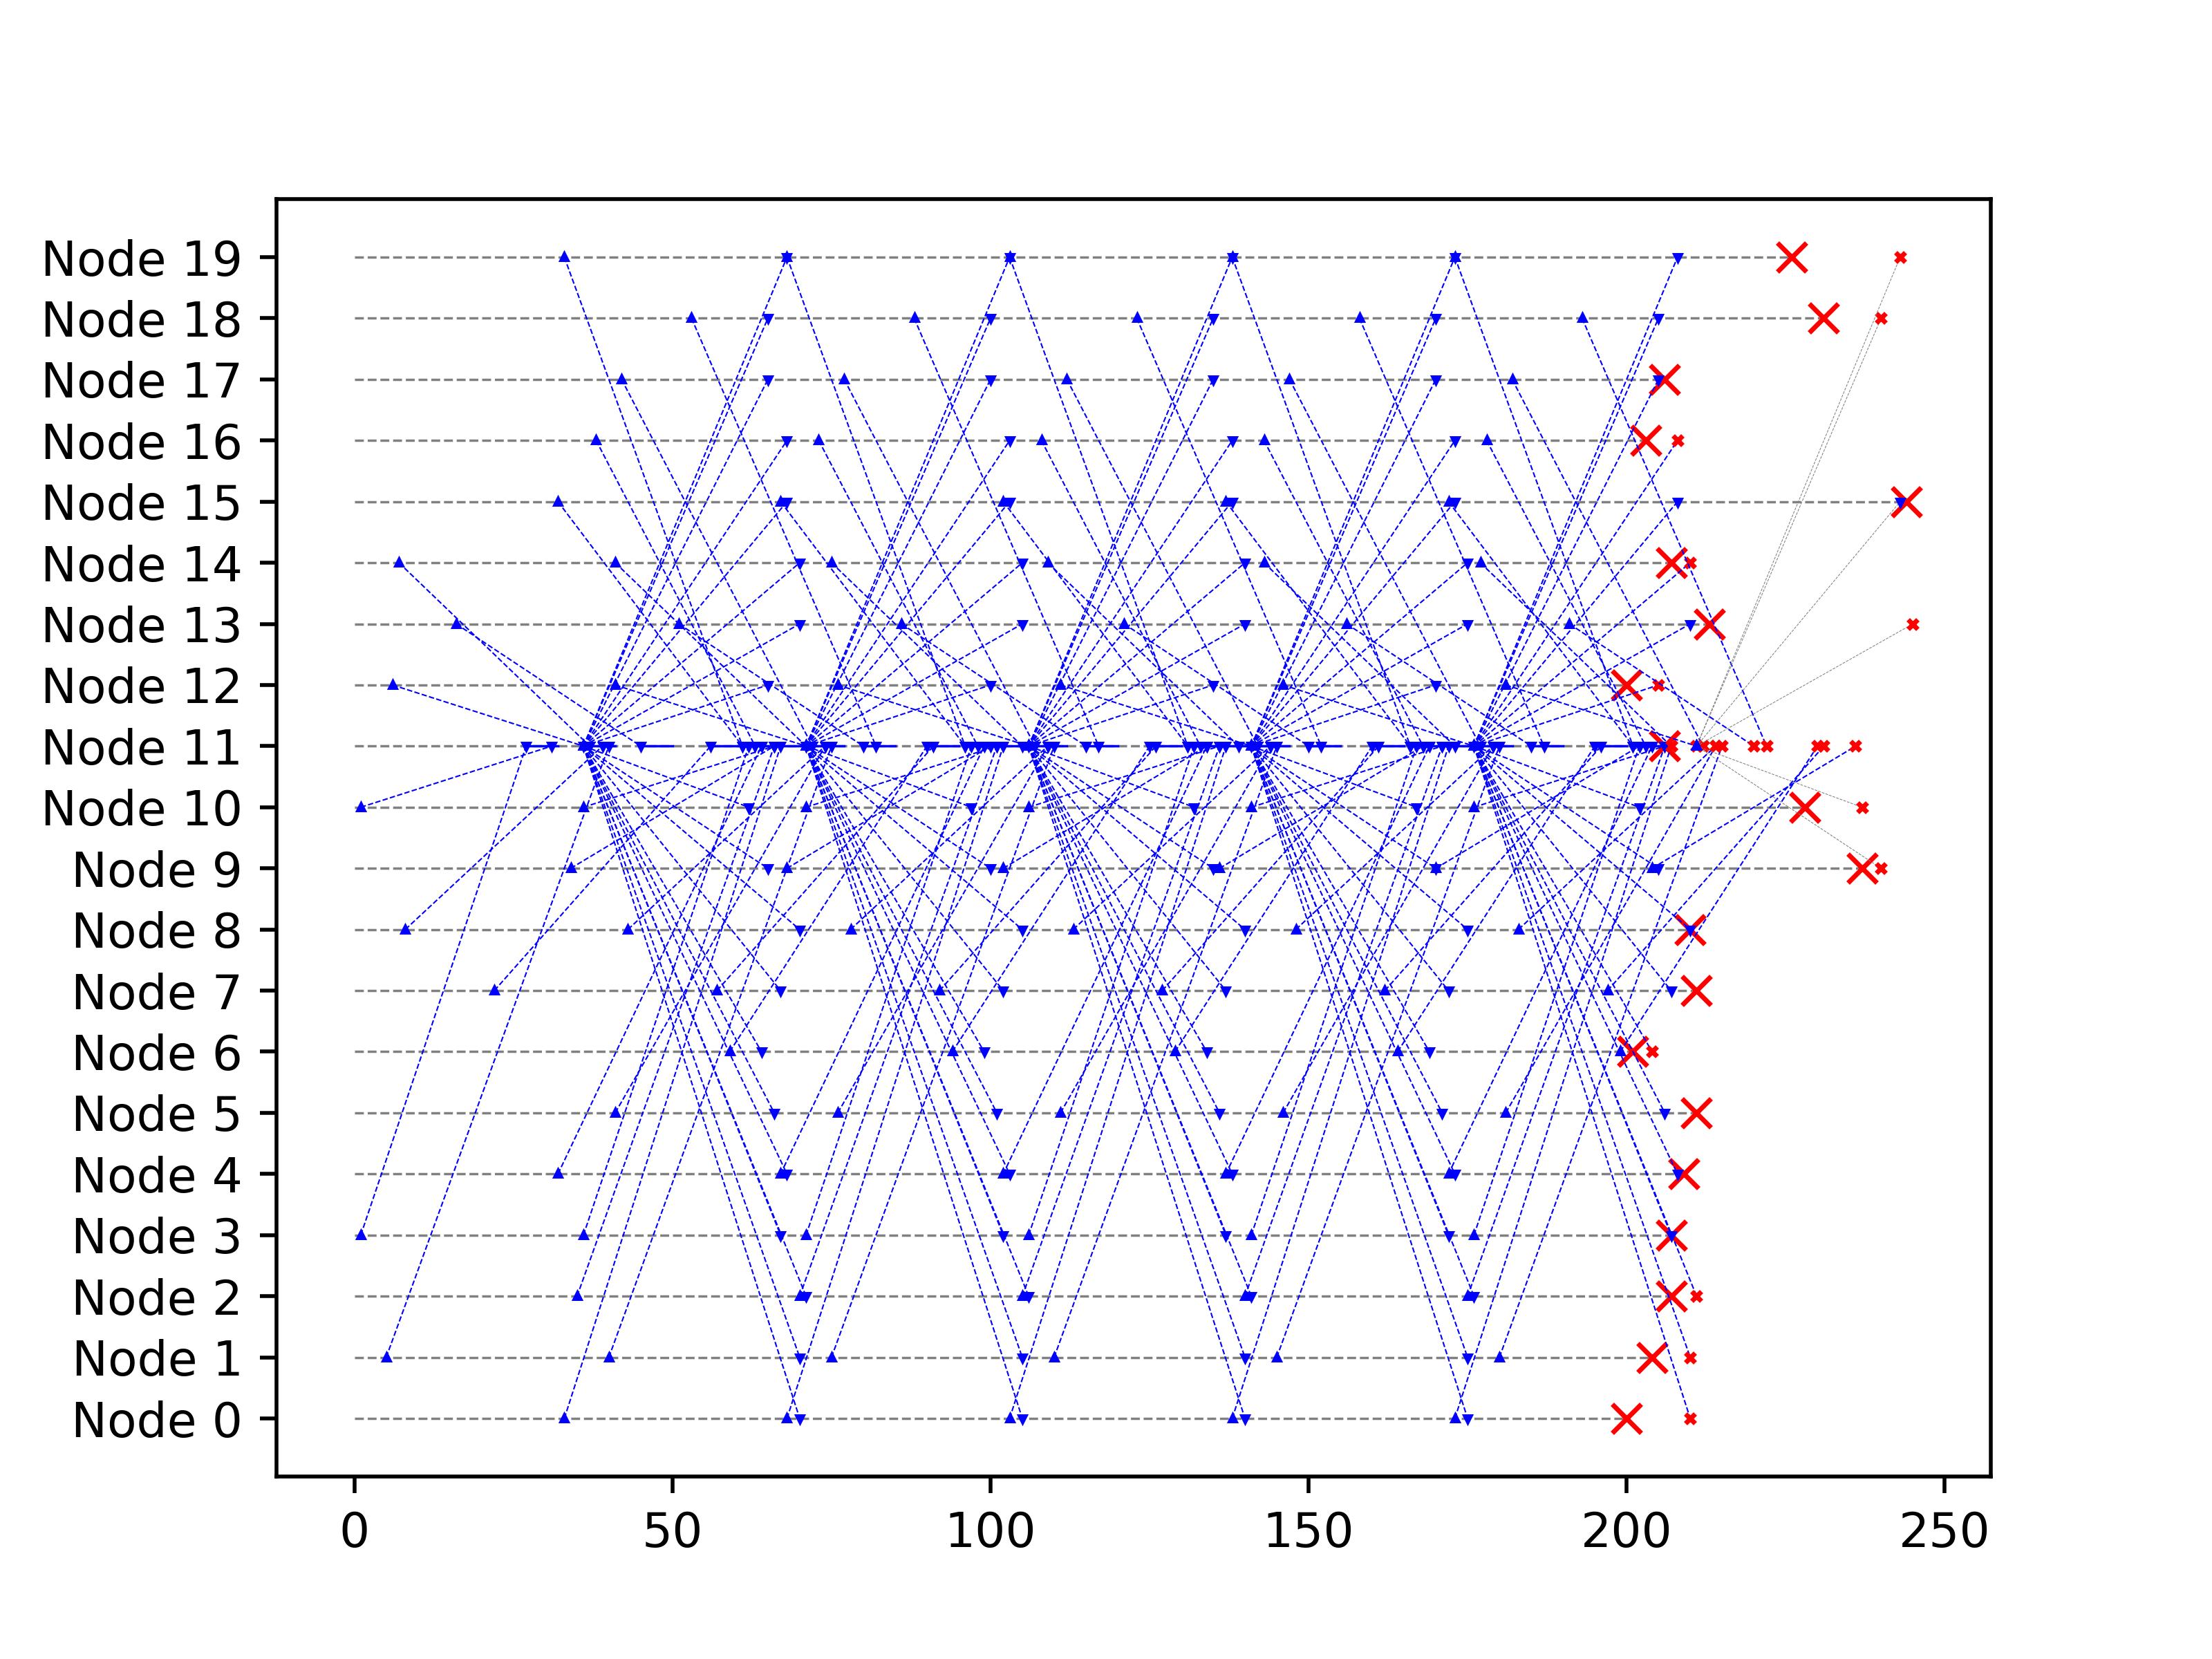 Node 19
Node 18
Node 17
Node 16
Node 15
Node 14
Node 13
Node 12
Node 11
Node 10
Node 9
Node 8
Node 7
Node 6
Node 5
Node 4
Node 3
Node 2
Node 1
Node 0
0 50 100 150 200 250